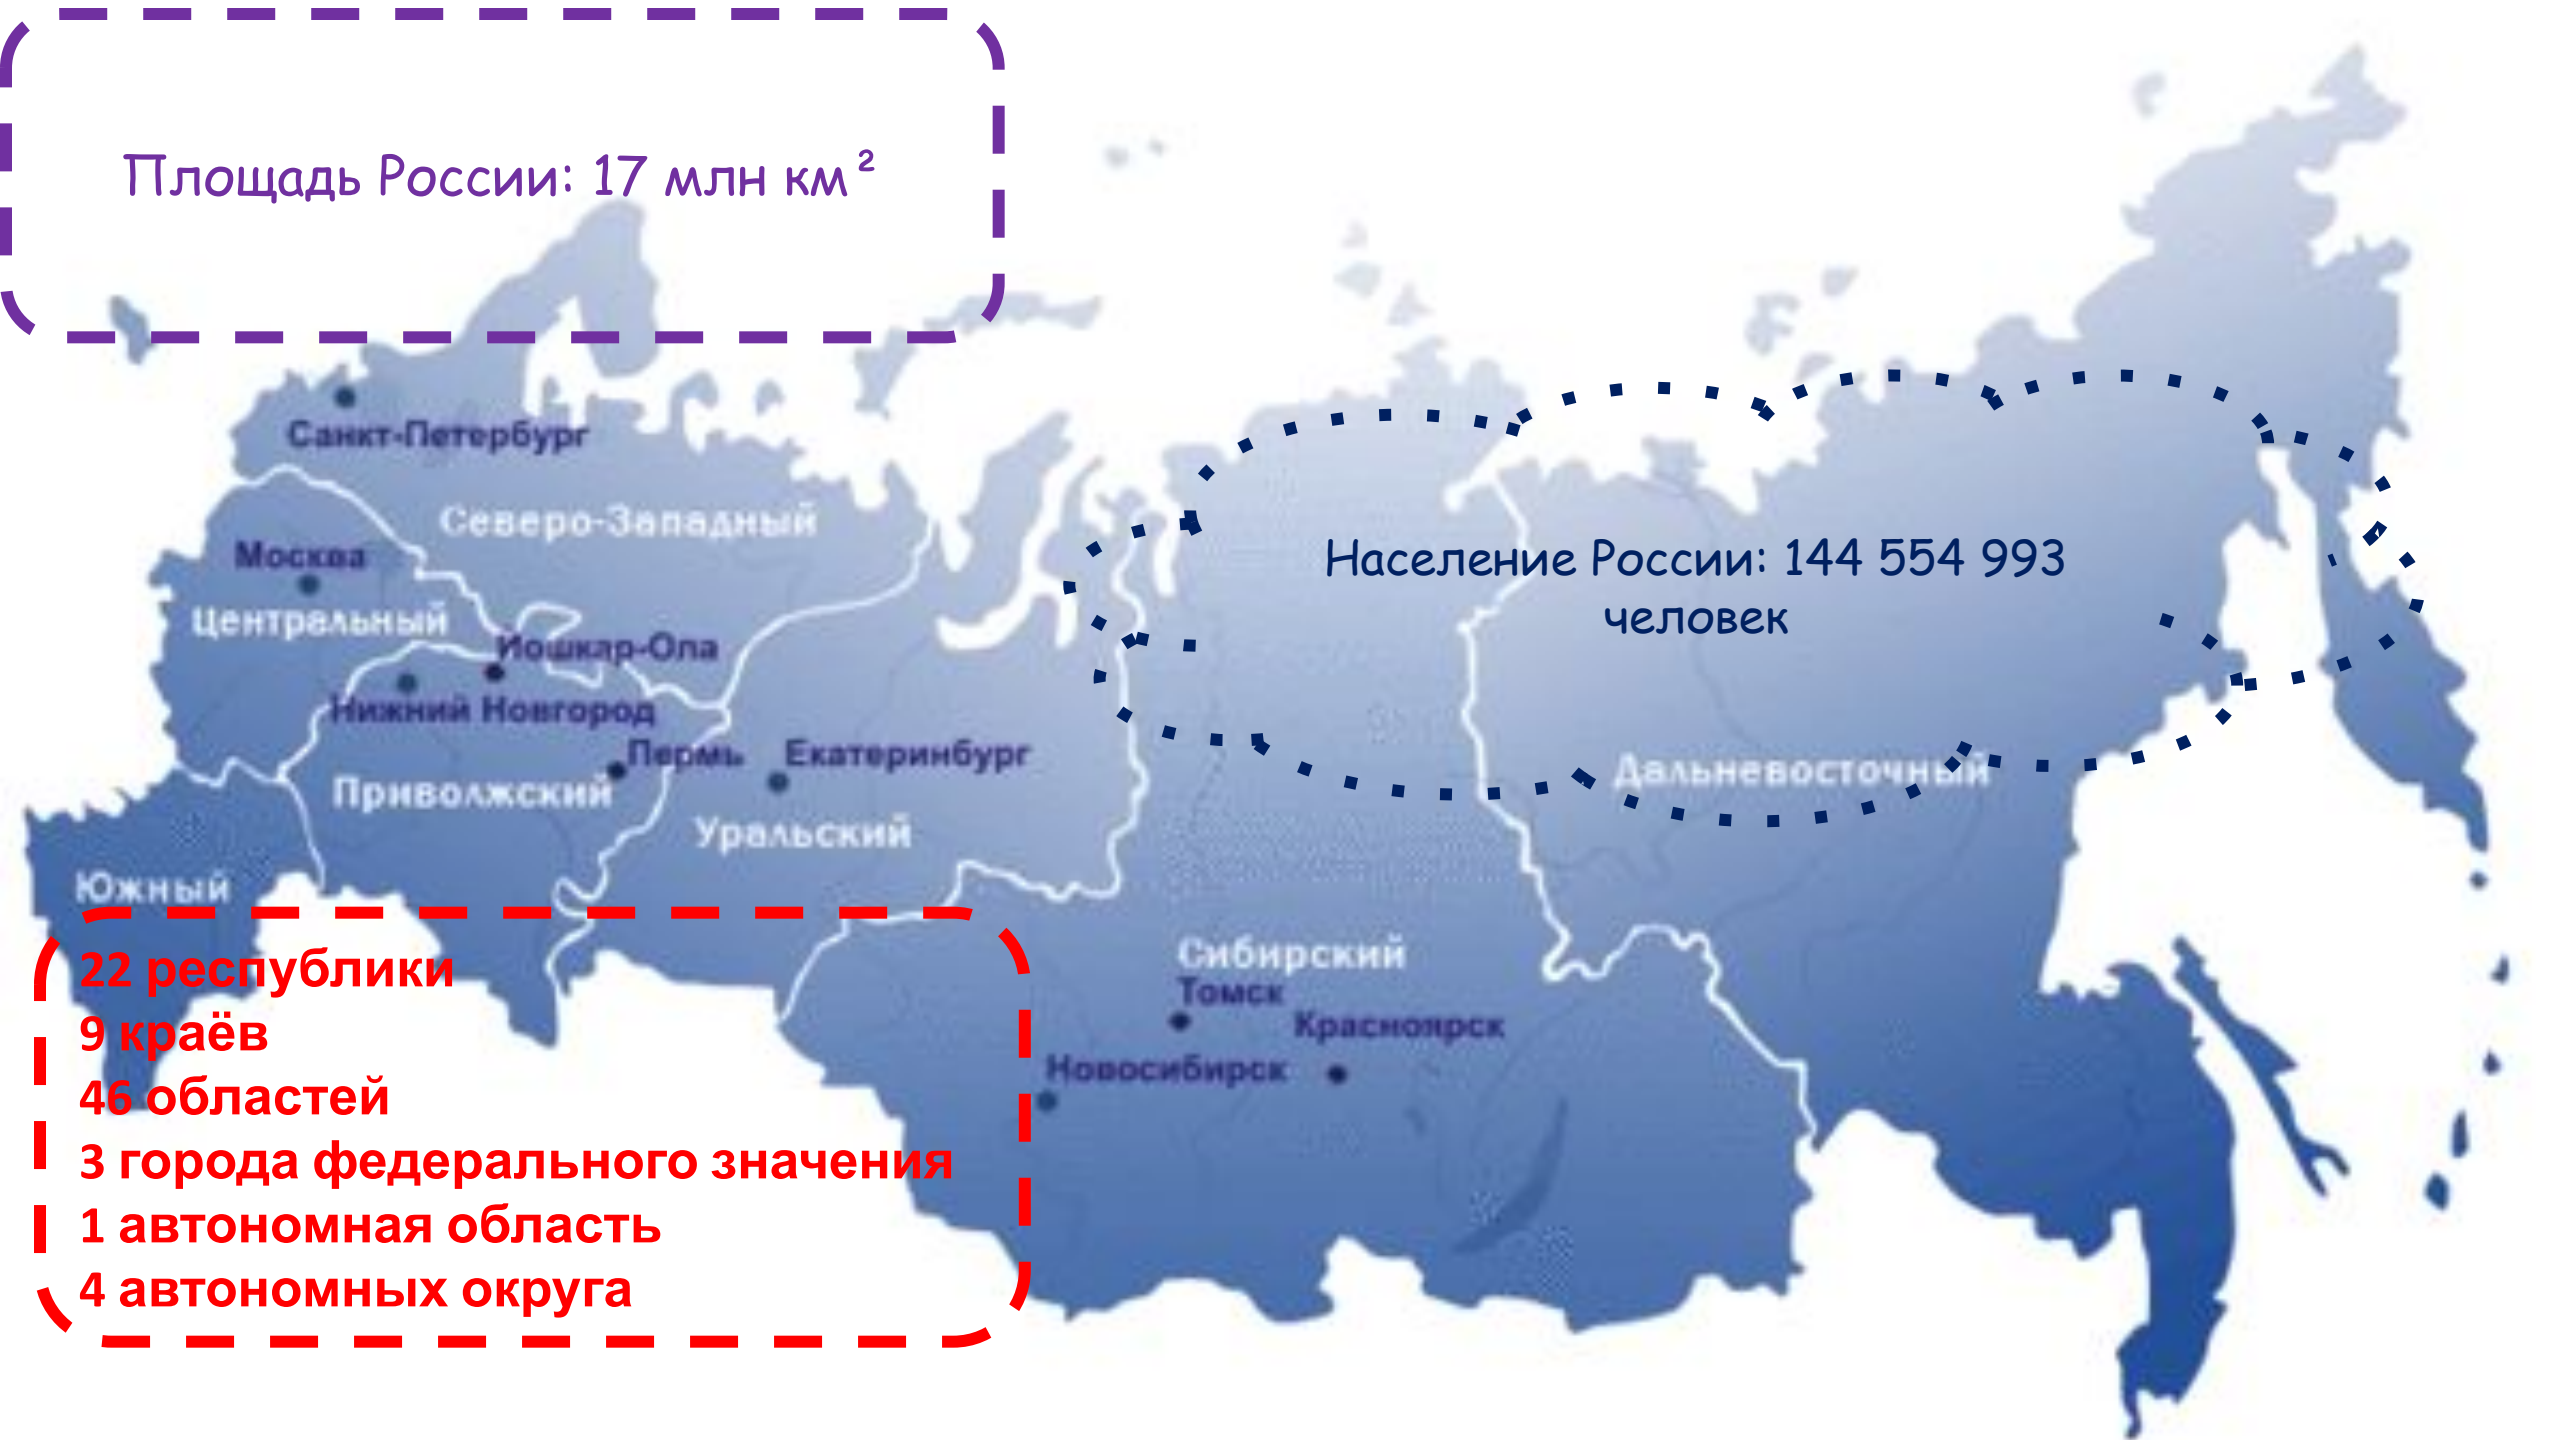 Площадь России: 17 млн км²
Санкт-Петербург
Северо-Западный
Москва
Центральный
Йошкар-Ола
Нижний Новгород
Пермь
Екатеринбург
Приволжский
Уральский
Южный
Население России: 144 554 993
человек
Дальневосточный
Сибирский
Томск
Красноярск
Новосибирск
22 республики
9 краёв
46 областей
3 города федерального значения
1 автономная область
4 автономных округа